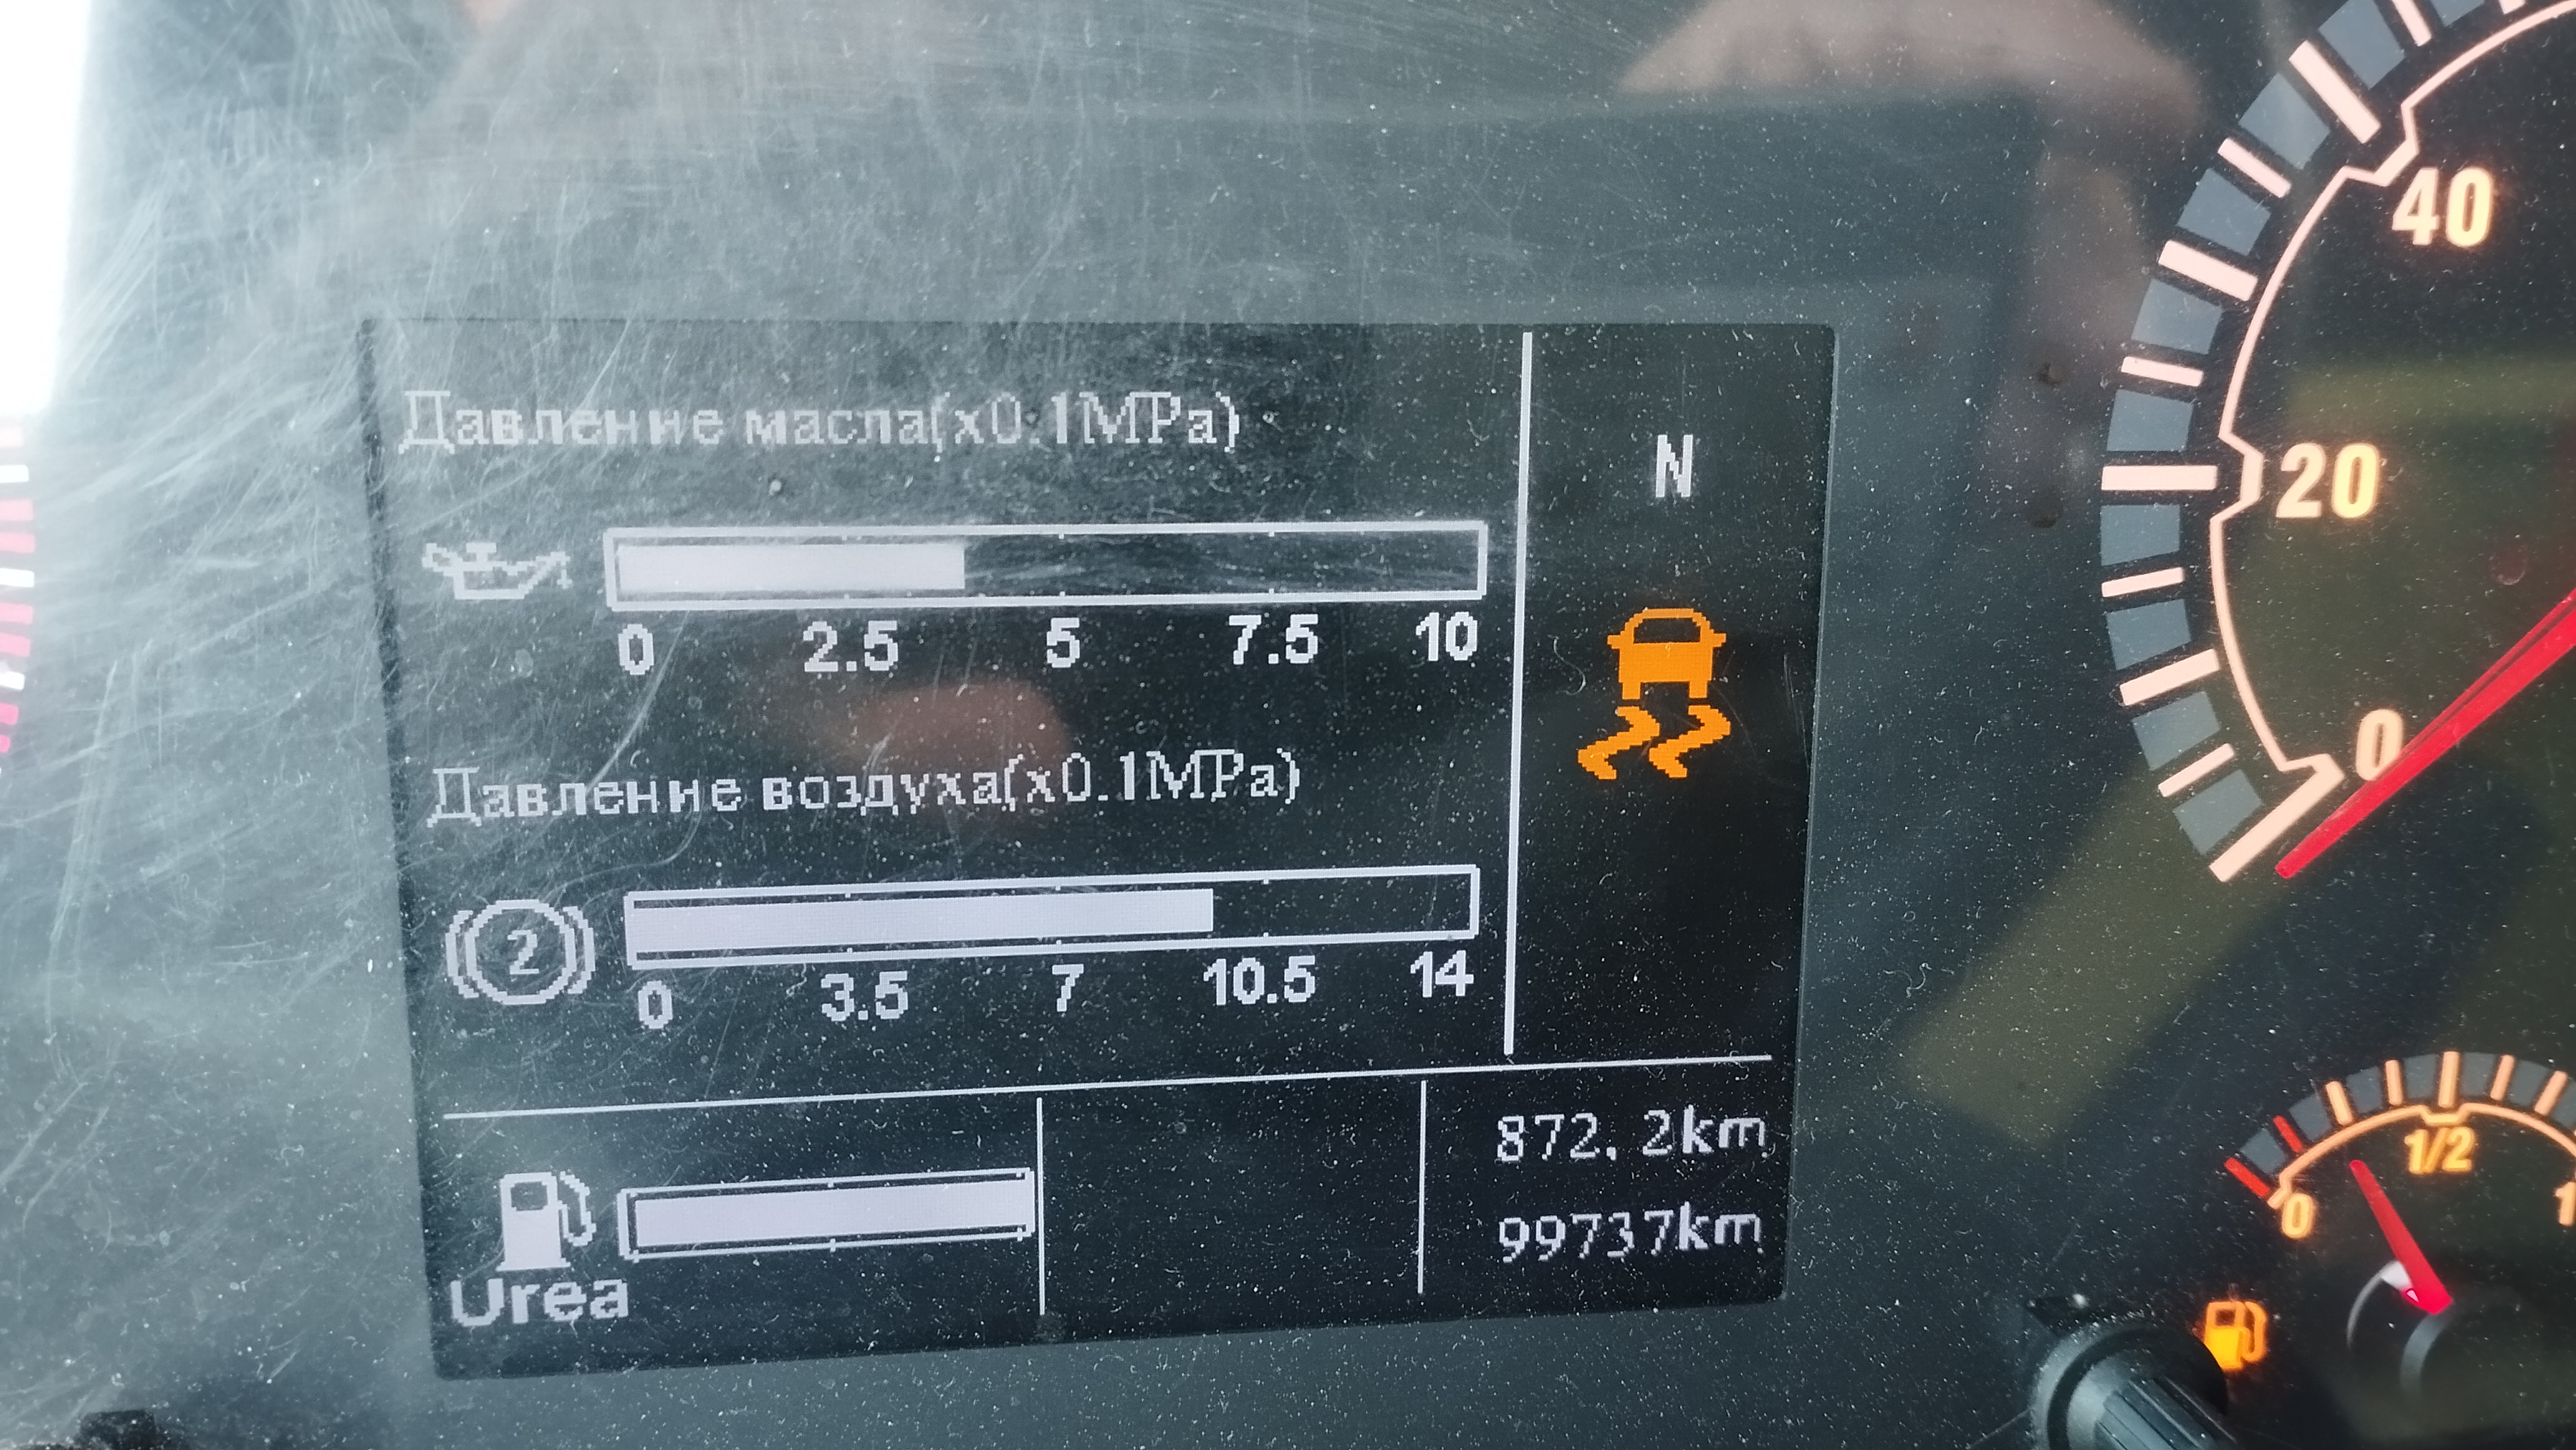 Давление масла(x0.1MPa)
N
0 2.5 5 7.5 10
Давление воздуха(x0.1MPa)
2
0 3.5 7 10.5 14
Urea
872, 2km
99737km
40
20
0
0 1/2 1